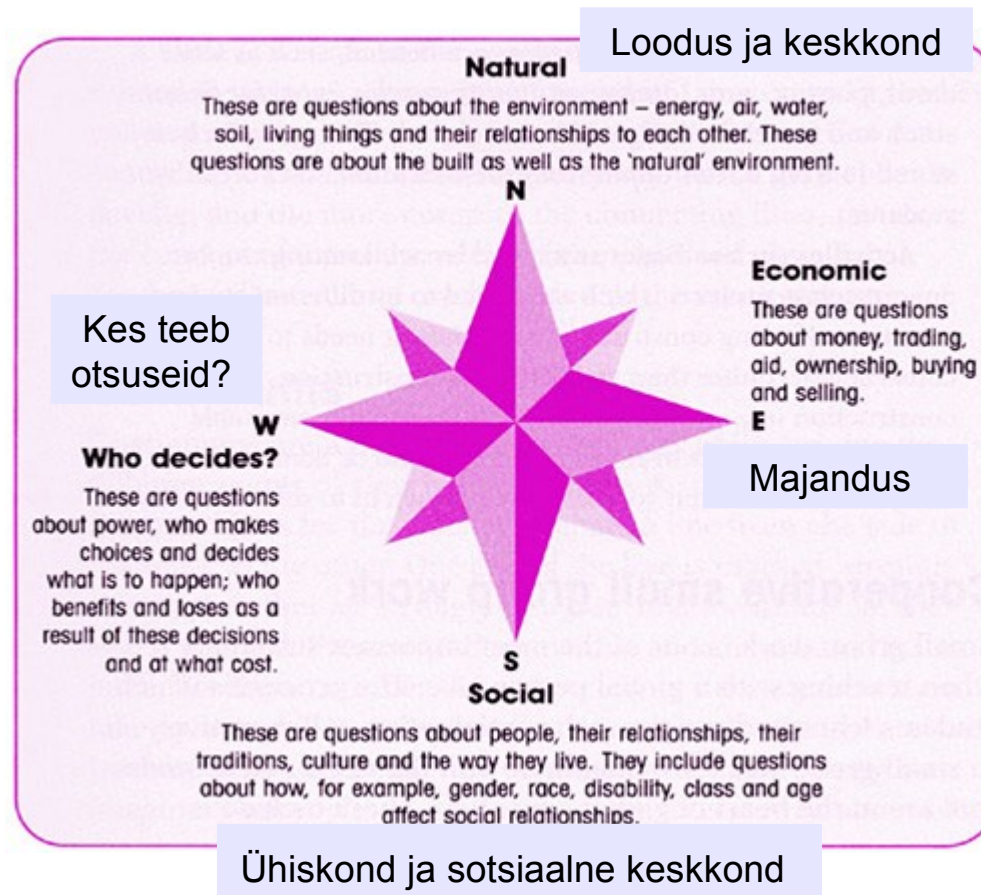 Loodus ja keskkond
Natural
These are questions about the environment – energy, air, water,
soil, living things and their relationships to each other. These
questions are about the built as well as the 'natural' environment.
N
Economic
These are questions
about money, trading,
aid, ownership, buying
and selling.
E
Majandus
Kes teeb
otsuseid?
W
Who decides?
These are questions
about power, who makes
choices and decides
what is to happen; who
benefits and loses as a
result of these decisions
and at what cost.
S
Social
These are questions about people, their relationships, their
traditions, culture and the way they live. They include questions
about how, for example, gender, race, disability, class and age
affect social relationships.
Ühiskond ja sotsiaalne keskkond